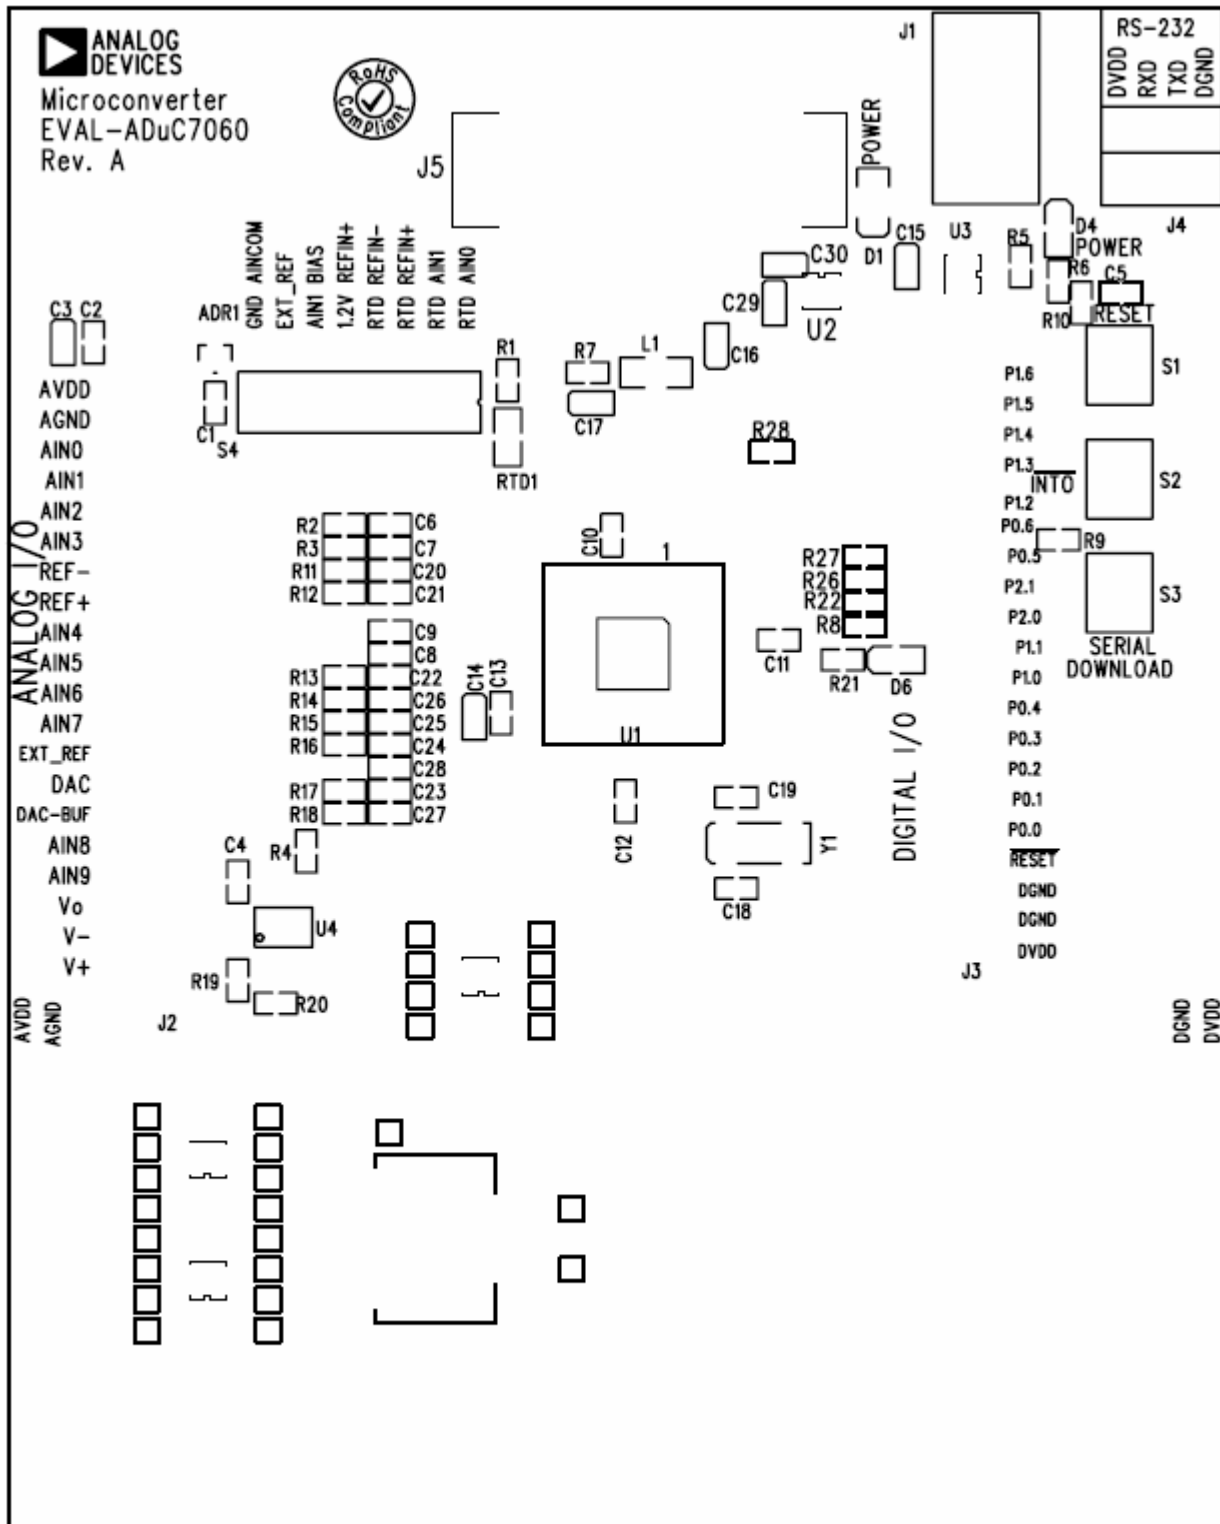 ANALOG
DEVICES
Microconverter
EVAL-ADuC7060
Rev. A
RoHS
Compliant
J5
POWER
D1
J1
RS-232
DVDD
RXD
TXD
DGND
J4
GND AINCOM
EXT_REF
AIN1 BIAS
1.2V REFIN+
RTD REFIN-
RTD REFIN+
RTD AIN1
RTD AIN0
ADR1
C3
C2
C1
S4
R1
RTD1
R7
C17
L1
C16
C29
C30
U2
C15
U3
R5
D4
POWER
R6
C5
R10
RESET
S1
S2
INT0
R9
S3
SERIAL
DOWNLOAD
R28
ANALOG I/O
AVDD
AGND
AIN0
AIN1
AIN2
AIN3
REF-
REF+
AIN4
AIN5
AIN6
AIN7
EXT_REF
DAC
DAC-BUF
AIN8
AIN9
Vo
V-
V+
AVDD
AGND
J2
R2
C6
R3
C7
R11
C20
R12
C21
C9
C8
R13
C22
R14
C26
R15
C25
R16
C24
C28
R17
C23
R18
C27
C14
C13
R4
C4
U4
R19
R20
C10
1
U1
C12
C11
R27
R26
R22
R8
R21
D6
C19
Y1
C18
DIGITAL I/O
P1.6
P1.5
P1.4
P1.3
P1.2
P0.6
P0.5
P2.1
P2.0
P1.1
P1.0
P0.4
P0.3
P0.2
P0.1
P0.0
RESET
DGND
DGND
DVDD
J3
DGND
DVDD